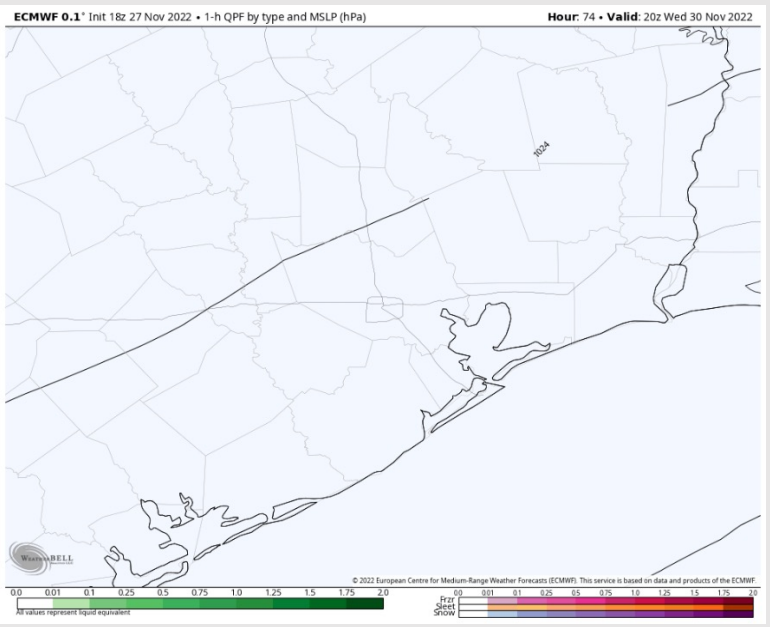 ECMWF 0.1° Init 18z 27 Nov 2022 • 1-h QPF by type and MSLP (hPa)
Hour: 74 • Valid: 20z Wed 30 Nov 2022
1024
WeatherBELL
© 2022 European Centre for Medium-Range Weather Forecasts (ECMWF). This service is based on data and products of the ECMWF
0.0 0.01 0.1 0.25 0.5 0.75 1.0 1.25 1.5 1.75 2.0
All values represent liquid equivalent
0.0 0.01 0.1 0.25 0.5 0.75 1.0 1.25 1.5 1.75 2.0
Frzr
Sleet
Snow